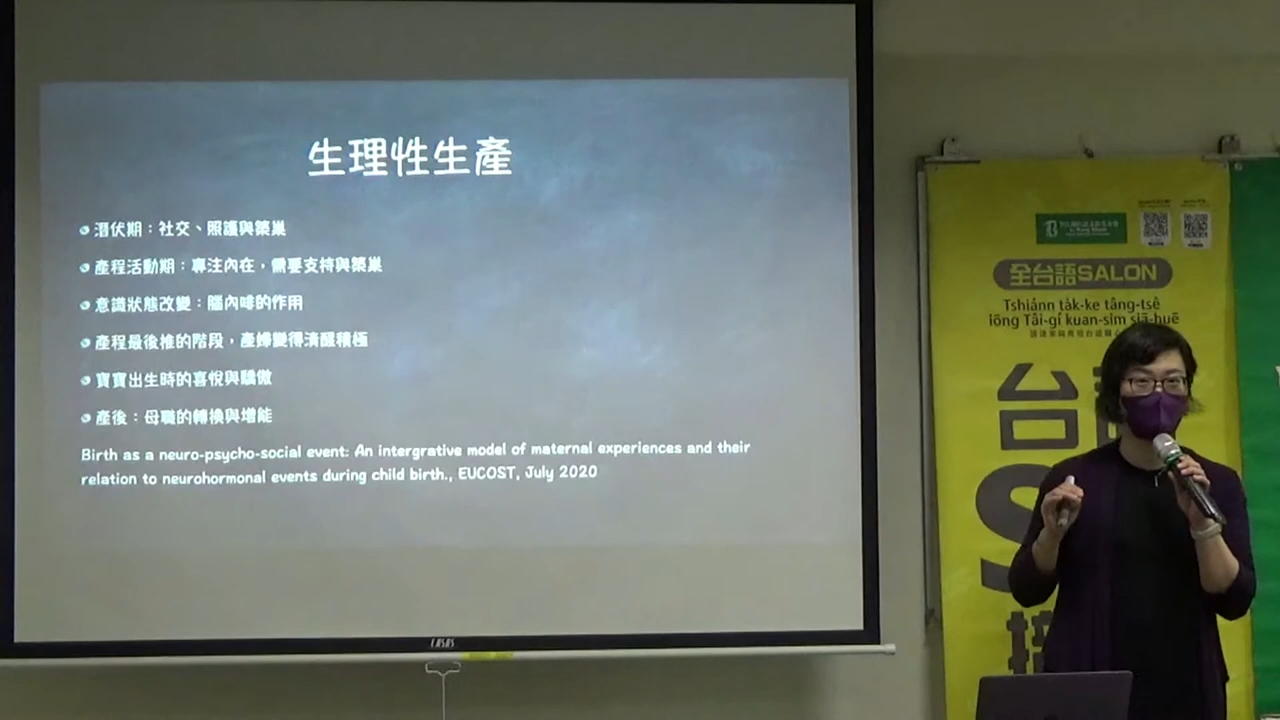 生理性生產
潛伏期：社交、照護與築巢
產程活動期：專注內在，需要支持與築巢
意識狀態改變：腦內啡的作用
產程最後推的階段，產婦變得清醒積極
寶寶出生時的喜悅與驕傲
產後：母職的轉換與增能
Birth as a neuro-psycho-social event: An intergrative model of maternal experiences and their
relation to neurohormonal events during child birth., EUCOST, July 2020
全台語SALON
Tshiánn ta̍k-ke tâng-tsê
iōng Tâi-gí kuan-sim siā-huē
台
S